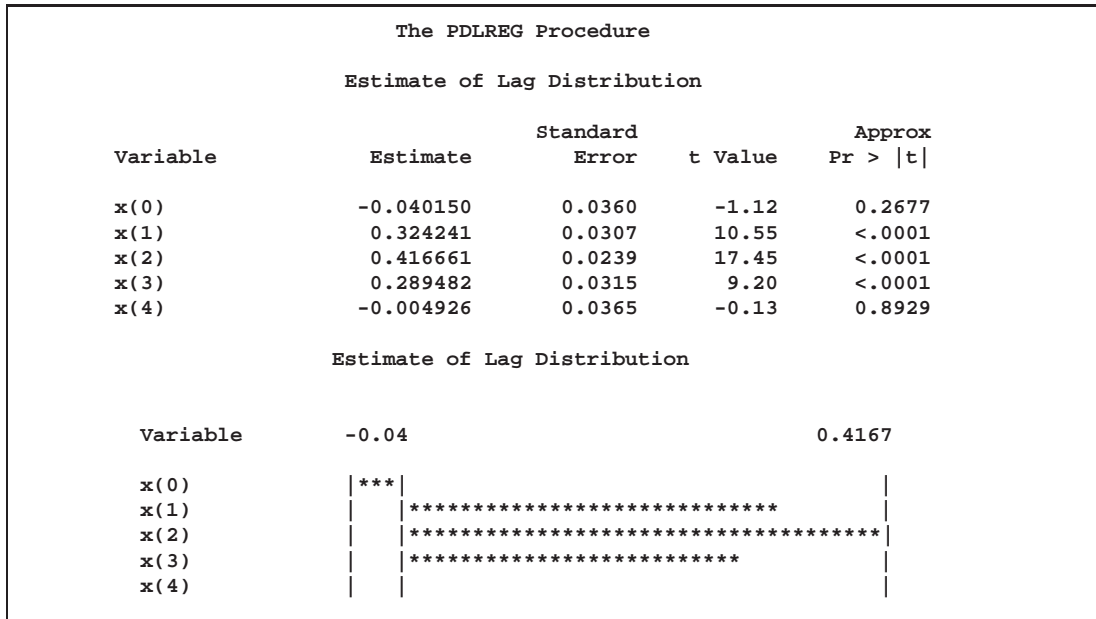 The PDLREG Procedure
Estimate of Lag Distribution
Standard Approx
Variable Estimate Error t Value Pr > |t|
x(0) -0.040150 0.0360 -1.12 0.2677
x(1) 0.324241 0.0307 10.55 <.0001
x(2) 0.416661 0.0239 17.45 <.0001
x(3) 0.289482 0.0315 9.20 <.0001
x(4) -0.004926 0.0365 -0.13 0.8929
Estimate of Lag Distribution
Variable -0.04 0.4167
x(0) |***| |
x(1) | |***************************** |
x(2) | |*************************************|
x(3) | |************************** |
x(4) | | |